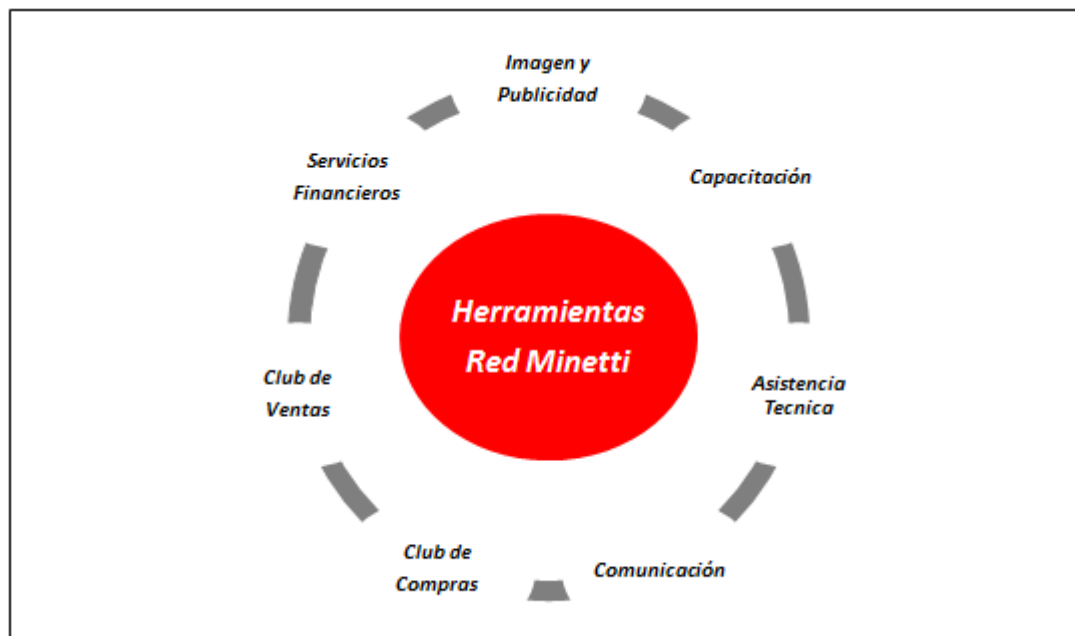 Imagen y
Publicidad
Capacitación
Asistencia
Tecnica
Comunicación
Club de
Compras
Club de
Ventas
Servicios
Financieros
Herramientas
Red Minetti